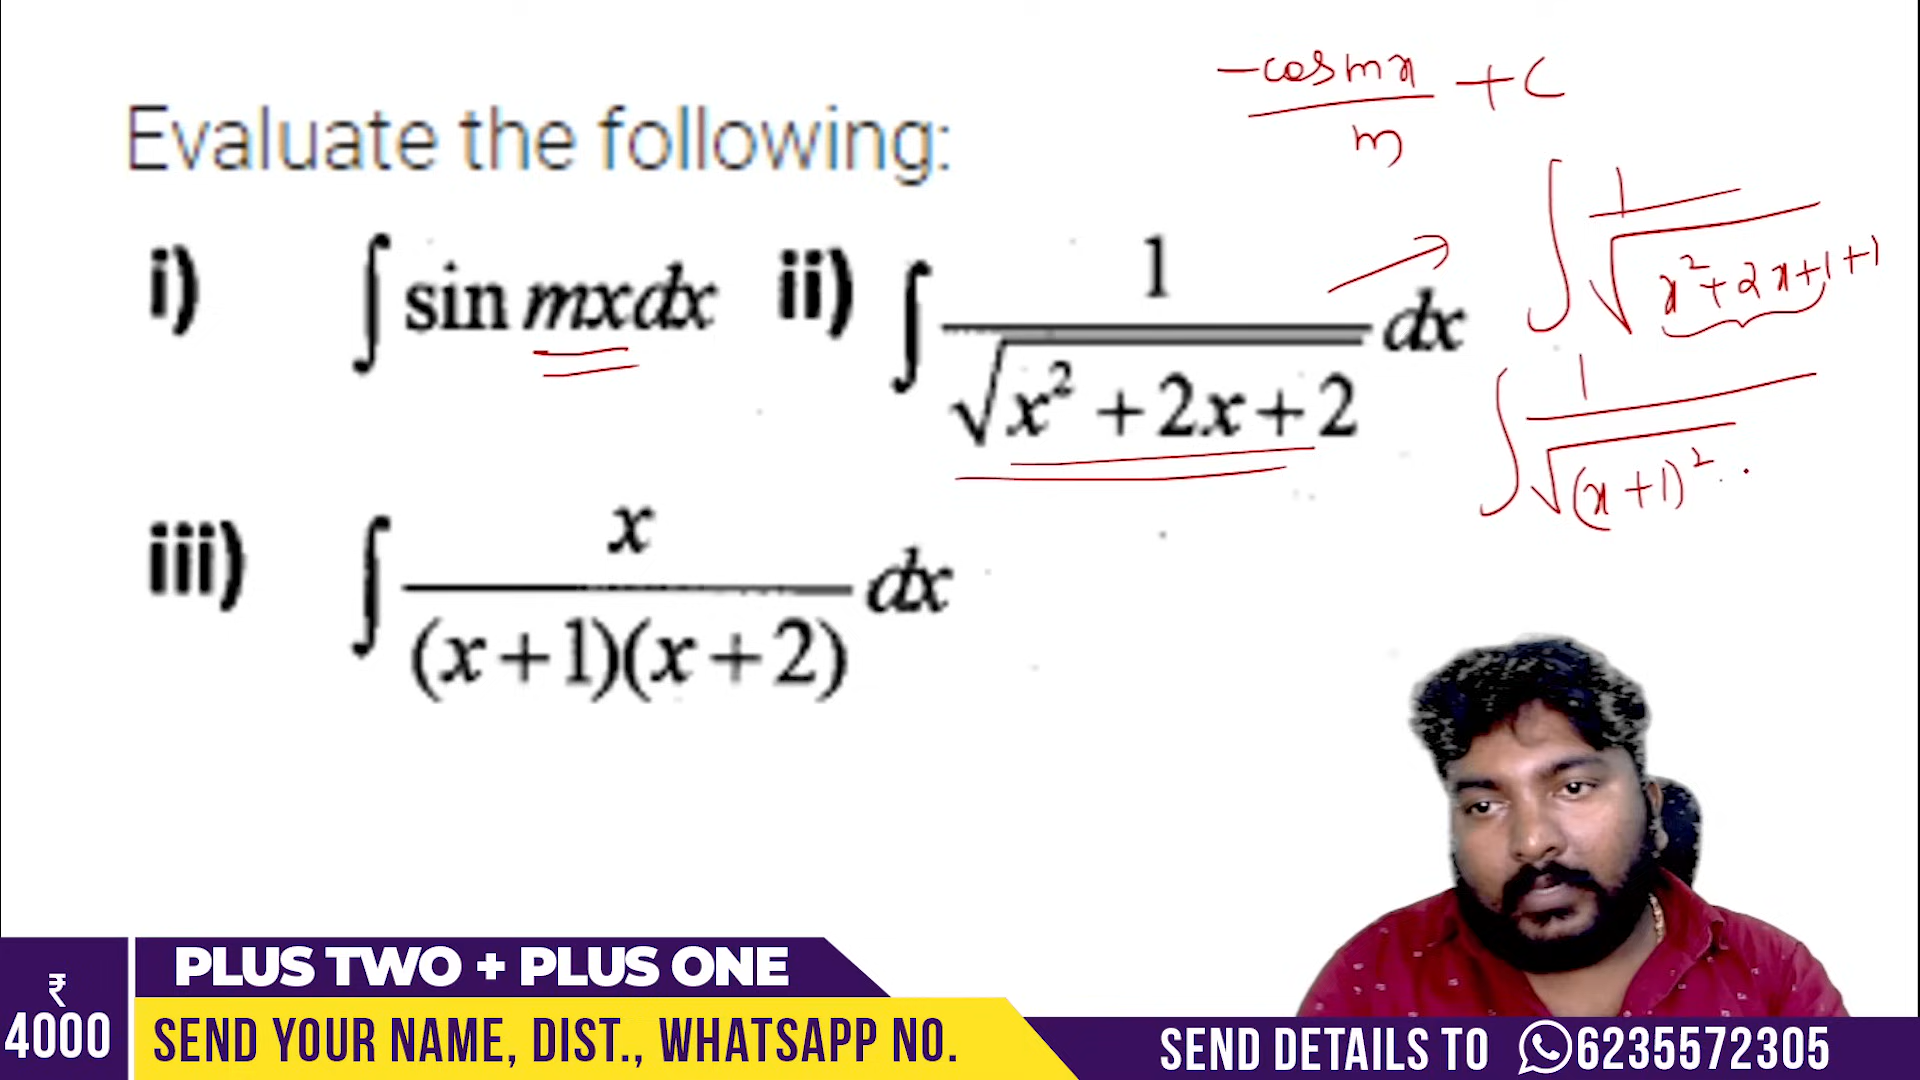 -cos mx / m + C
Evaluate the following:
i) ∫ sin mx dx ii) ∫ 1 / √(x² + 2x + 2) dx
∫ 1 / √(x² + 2x + 1 + 1)
∫ 1 / √((x + 1)²
iii) ∫ x / (x+1)(x+2) dx
PLUS TWO + PLUS ONE
₹
4000
SEND YOUR NAME, DIST., WHATSAPP NO.
SEND DETAILS TO 6235572305